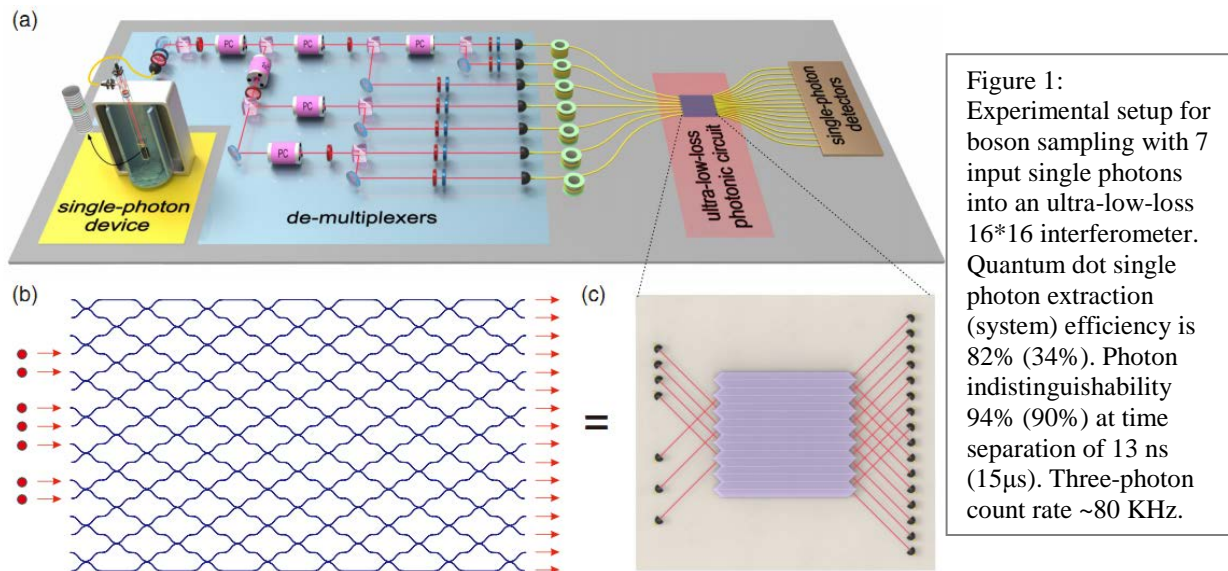 (a)
PC
PC
PC
PC
PC
PC
single-photon
device
de-multiplexers
ultra-low-loss
photonic circuit
single-photon
detectors
(b)
(c)
=
Figure 1:
Experimental setup for
boson sampling with 7
input single photons
into an ultra-low-loss
16*16 interferometer.
Quantum dot single
photon extraction
(system) efficiency is
82% (34%). Photon
indistinguishability
94% (90%) at time
separation of 13 ns
(15μs). Three-photon
count rate ~80 KHz.